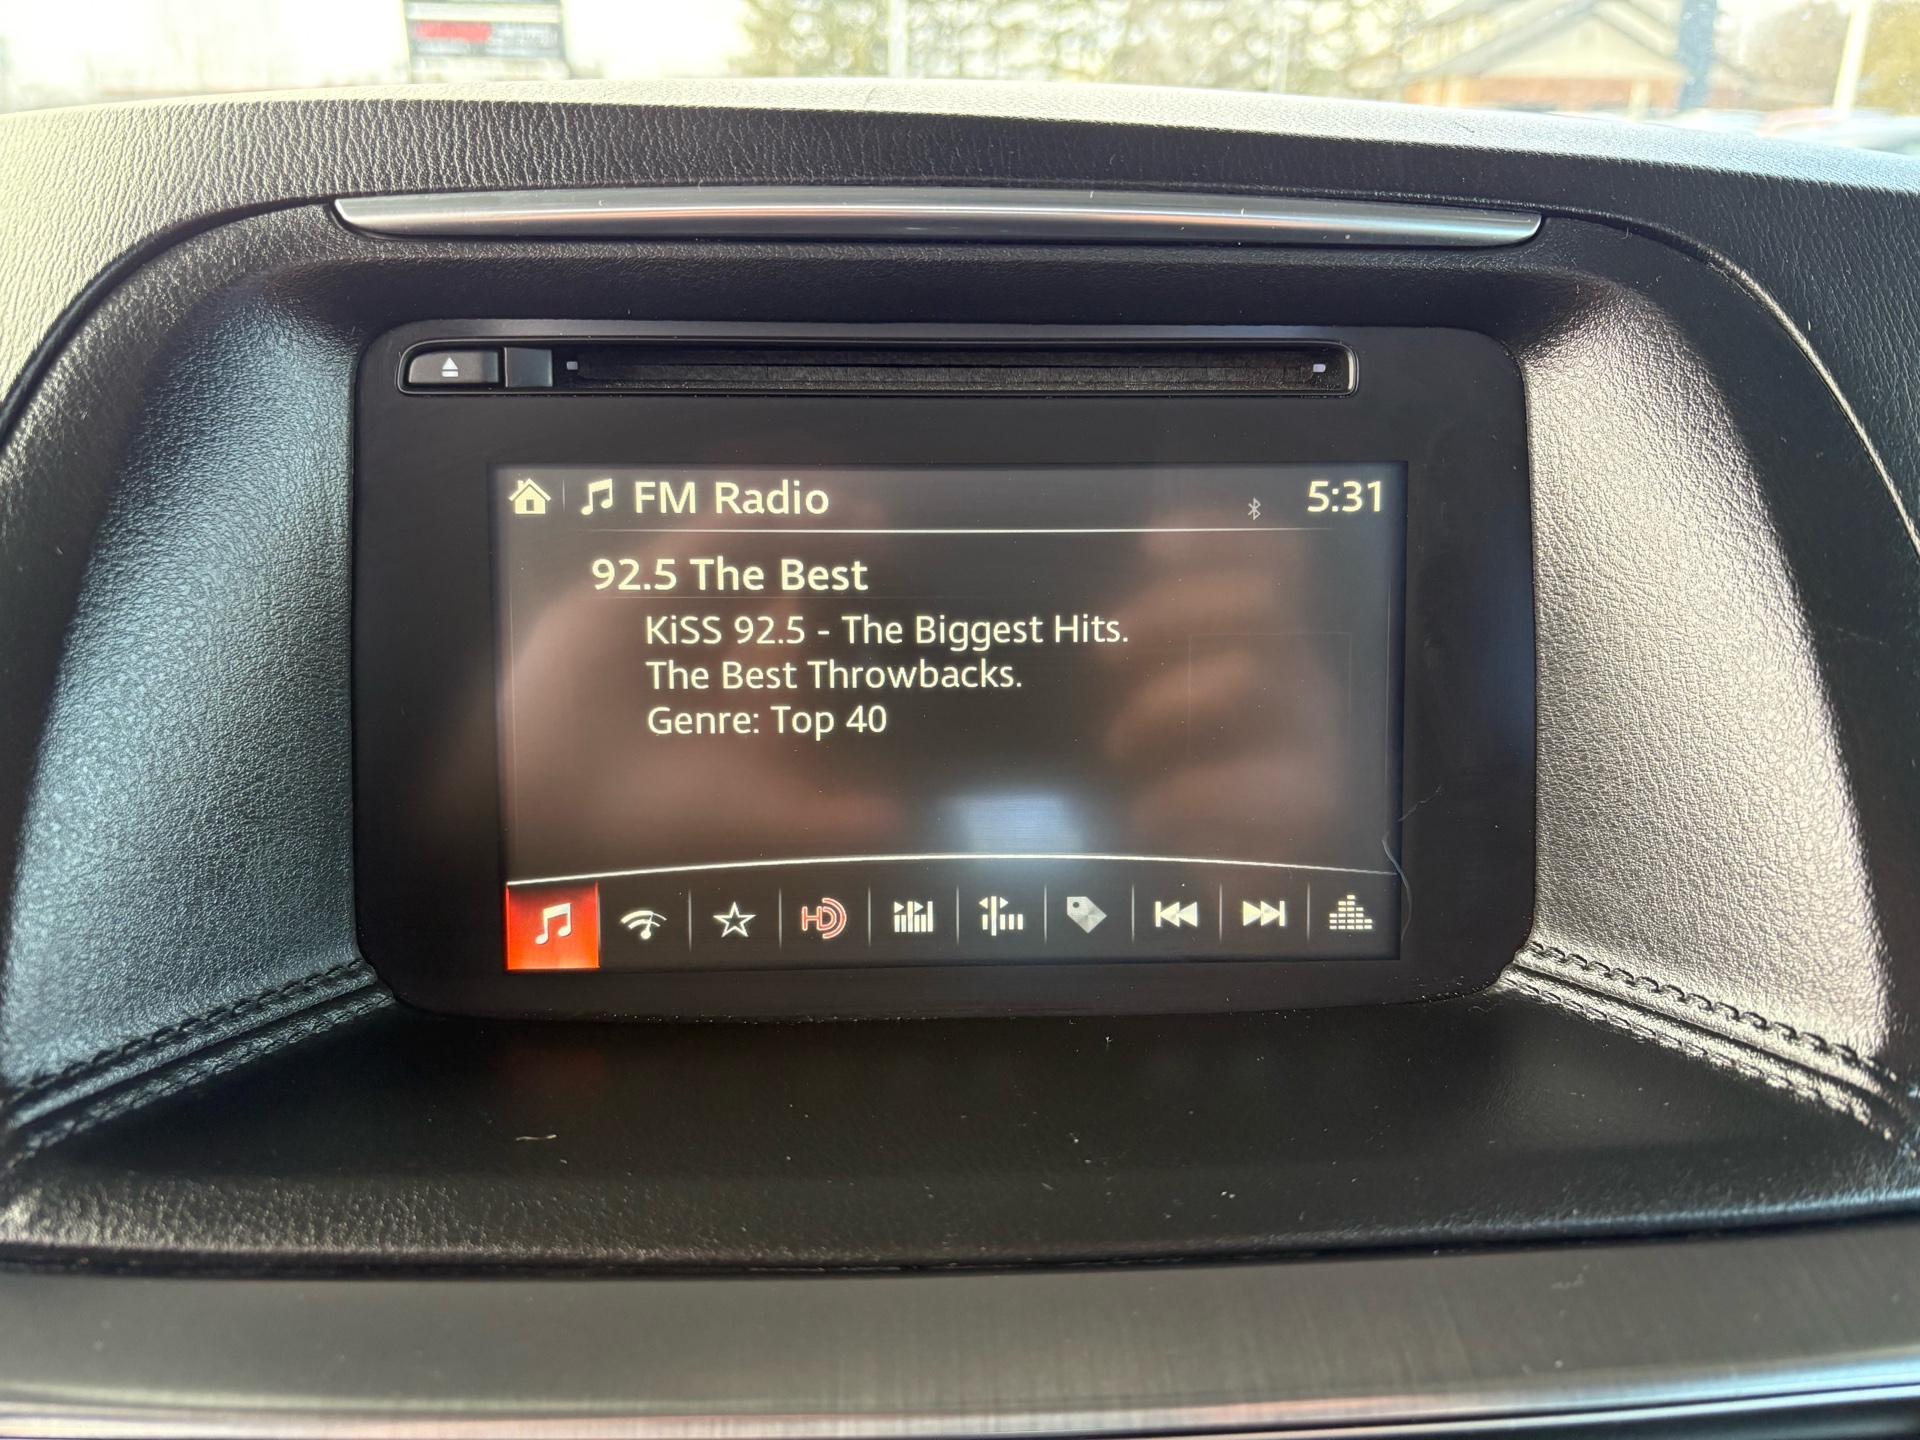 FM Radio 5:31
92.5 The Best
KiSS 92.5 - The Biggest Hits.
The Best Throwbacks.
Genre: Top 40
HD